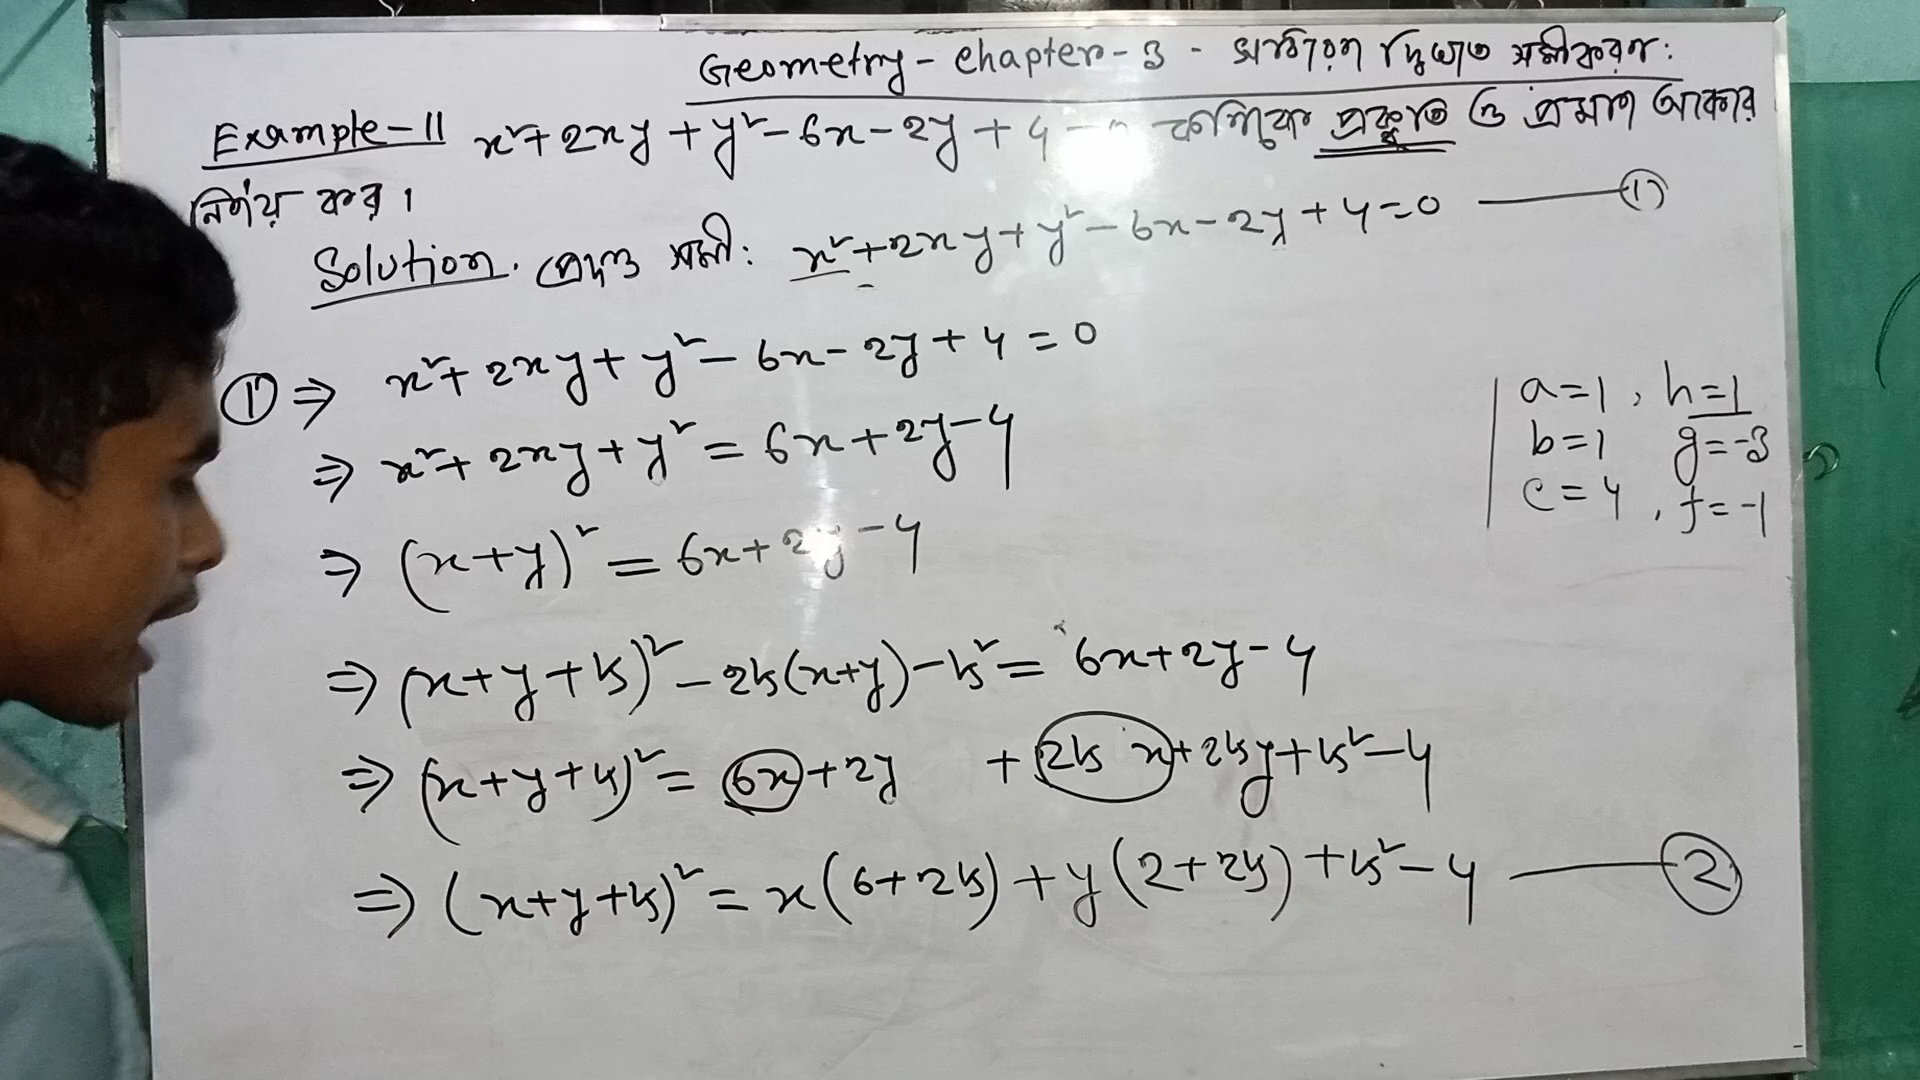 Geometry - Chapter - 3 - সাধারণ দ্বিঘাত সমীকরণ:
Example-11 x²+2xy+y²-6x-2y+4 = 0 কণিকের প্রকৃতি ও প্রমাণ আকার
নির্ণয় কর।
Solution. প্রদত্ত সমী: x²+2xy+y²-6x-2y+4=0 —— ①
① ⇒ x²+2xy+y²-6x-2y+4=0
a=1, h=1
⇒ x²+2xy+y² = 6x+2y-4
b=1 g=-3
c=4, f=-1
⇒ (x+y)² = 6x+2y-4
⇒ (x+y+k)² - 2k(x+y) - k² = 6x+2y-4
⇒ (x+y+k)² = 6x+2y + 2kx+2ky+k²-4
⇒ (x+y+k)² = x(6+2k)+y(2+2k)+k²-4 —— ②